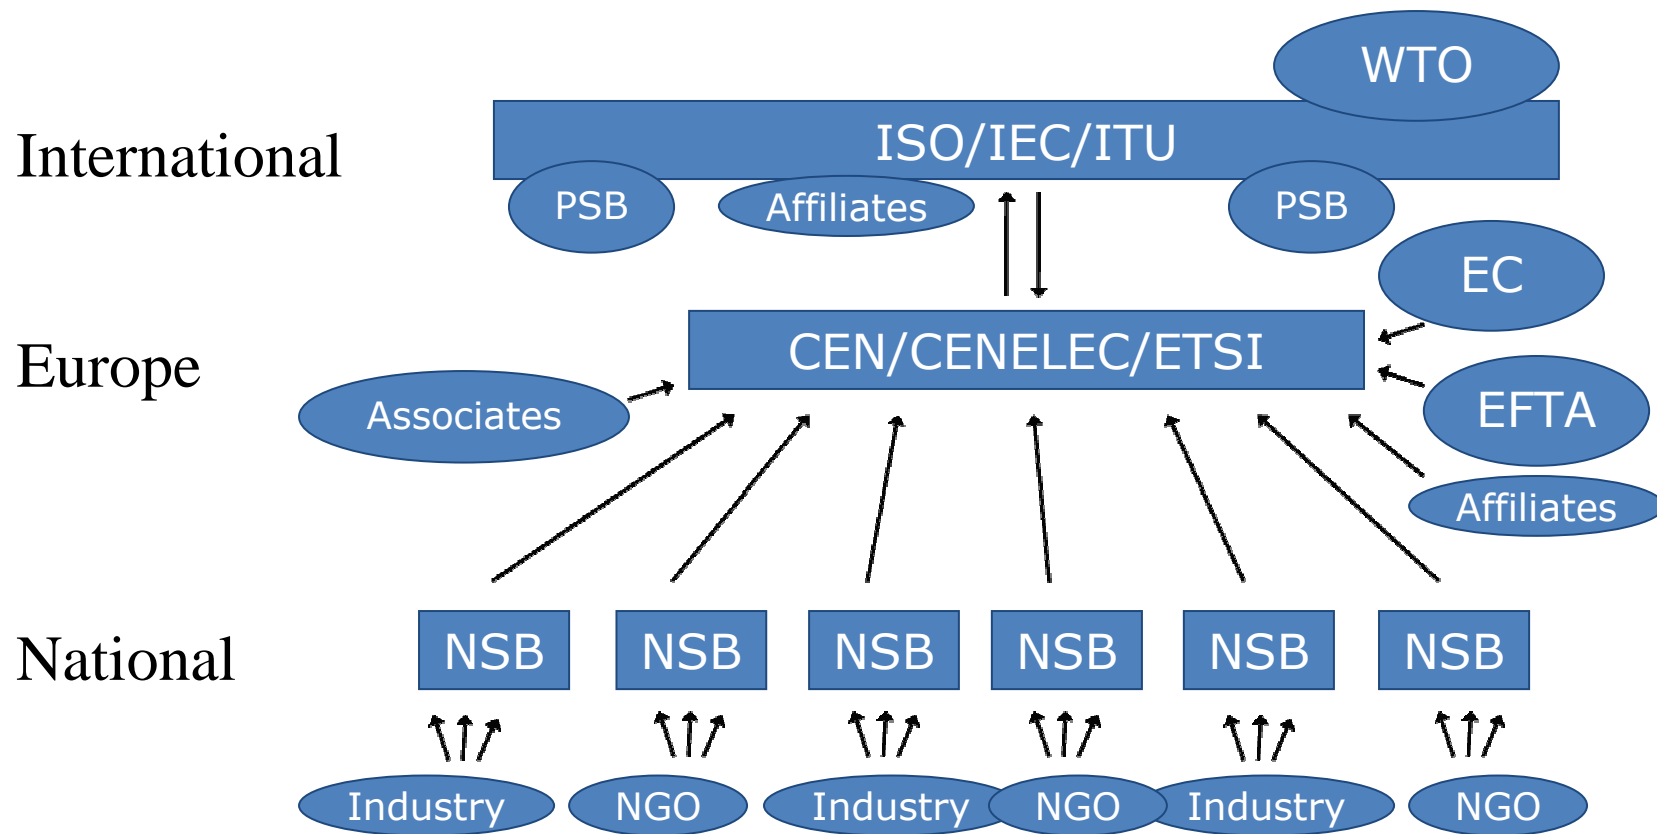 WTO
International
ISO/IEC/ITU
PSB
Affiliates
PSB
EC
Europe
CEN/CENELEC/ETSI
Associates
EFTA
Affiliates
National
NSB
NSB
NSB
NSB
NSB
NSB
Industry
NGO
Industry
NGO
Industry
NGO